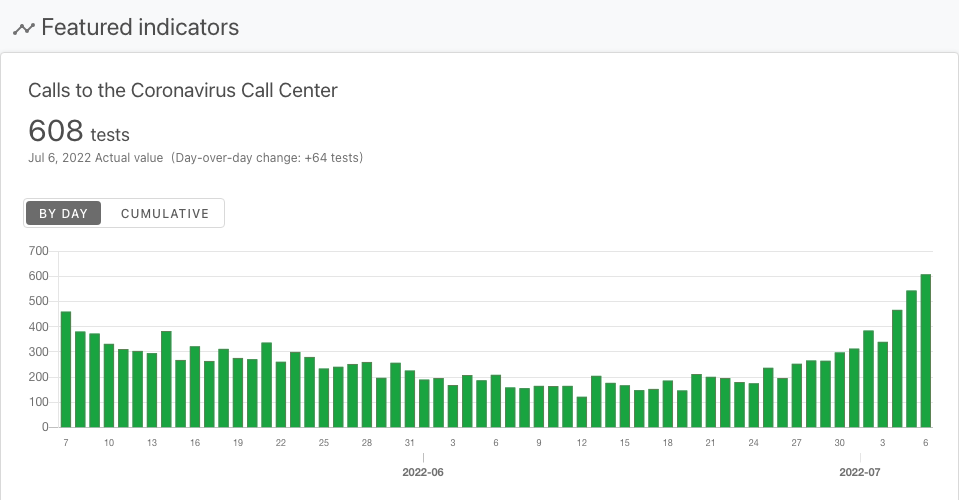 Featured indicators
Calls to the Coronavirus Call Center
608 tests
Jul 6, 2022 Actual value (Day-over-day change: +64 tests)
BY DAY CUMULATIVE
700
600
500
400
300
200
100
0
7 10 13 16 19 22 25 28 31 3 6 9 12 15 18 21 24 27 30 3 6
2022-06 2022-07